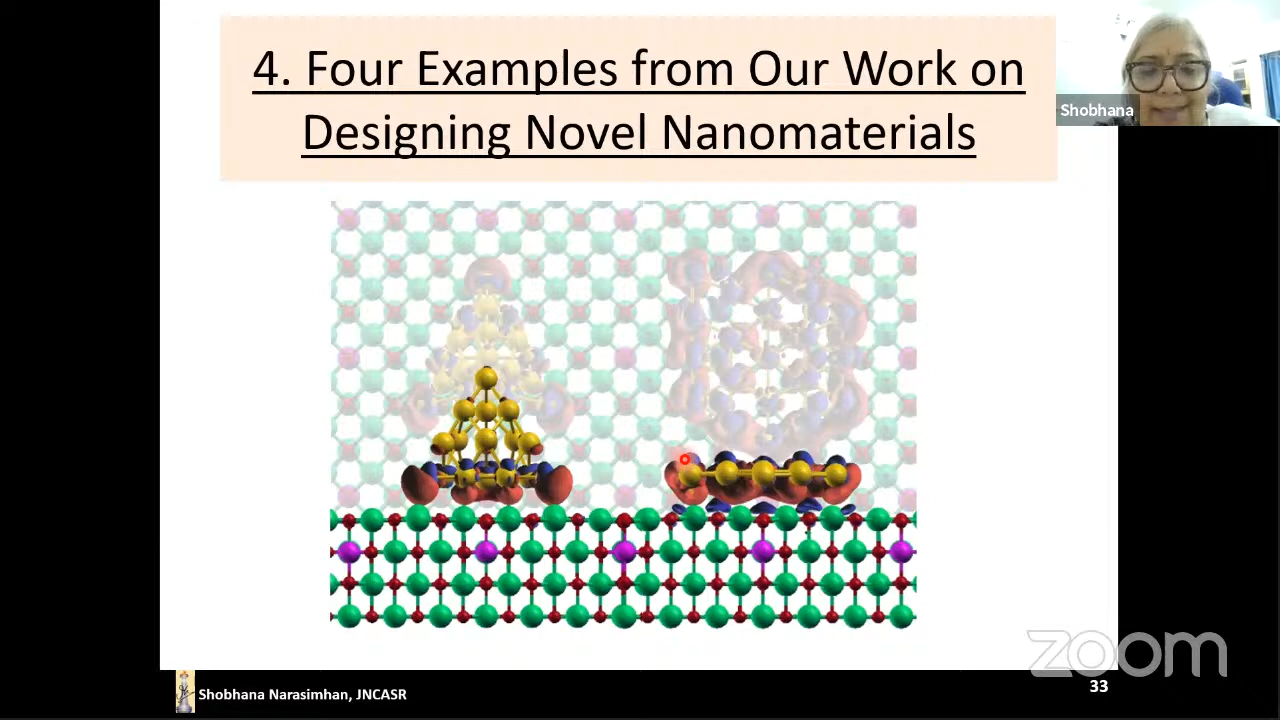 4. Four Examples from Our Work on
Designing Novel Nanomaterials
Shobhana
zoom
Shobhana Narasimhan, JNCASR
33